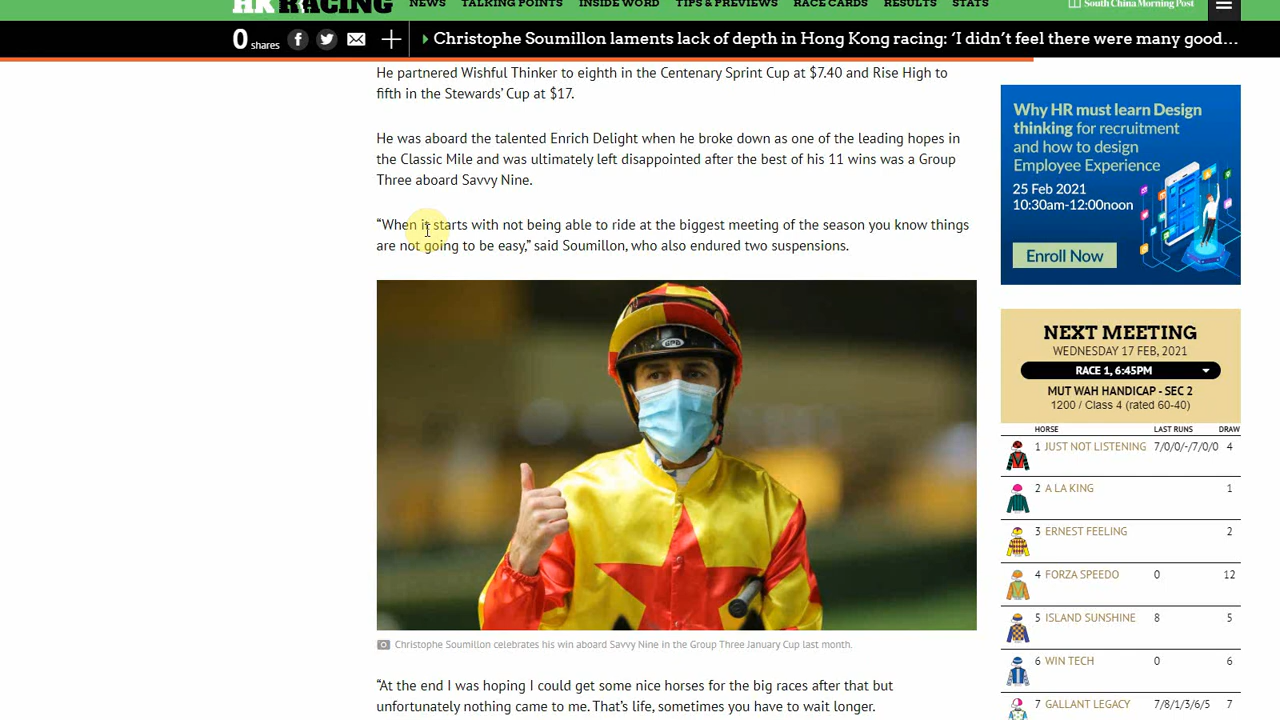 HK RACING
NEWS TALKING POINTS INSIDE WORD TIPS & PREVIEWS RACE CARDS RESULTS STATS
South China Morning Post
0 shares
Christophe Soumillon laments lack of depth in Hong Kong racing: ‘I didn’t feel there were many good...
He partnered Wishful Thinker to eighth in the Centenary Sprint Cup at $7.40 and Rise High to
fifth in the Stewards’ Cup at $17.
He was aboard the talented Enrich Delight when he broke down as one of the leading hopes in
the Classic Mile and was ultimately left disappointed after the best of his 11 wins was a Group
Three aboard Savvy Nine.
“When it starts with not being able to ride at the biggest meeting of the season you know things
are not going to be easy,” said Soumillon, who also endured two suspensions.
GPB
Christophe Soumillon celebrates his win aboard Savvy Nine in the Group Three January Cup last month.
“At the end I was hoping I could get some nice horses for the big races after that but
unfortunately nothing came to me. That’s life, sometimes you have to wait longer.
Why HR must learn Design
thinking for recruitment
and how to design
Employee Experience
25 Feb 2021
10:30am-12:00noon
Enroll Now
NEXT MEETING
WEDNESDAY 17 FEB, 2021
RACE 1, 6:45PM
MUT WAH HANDICAP - SEC 2
1200 / Class 4 (rated 60-40)
HORSE LAST RUNS DRAW
1 JUST NOT LISTENING 7/0/0/-/7/0/0 4
2 A LA KING 1
3 ERNEST FEELING 2
4 FORZA SPEEDO 0 12
5 ISLAND SUNSHINE 8 5
6 WIN TECH 0 6
7 GALLANT LEGACY 7/8/1/3/6/5 7